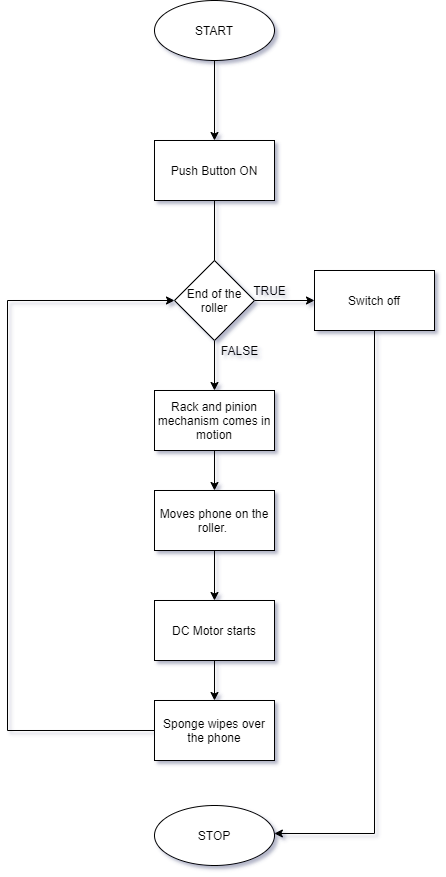 START
Push Button ON
End of the
roller
TRUE
Switch off
FALSE
Rack and pinion
mechanism comes in
motion
Moves phone on the
roller.
DC Motor starts
Sponge wipes over
the phone
STOP